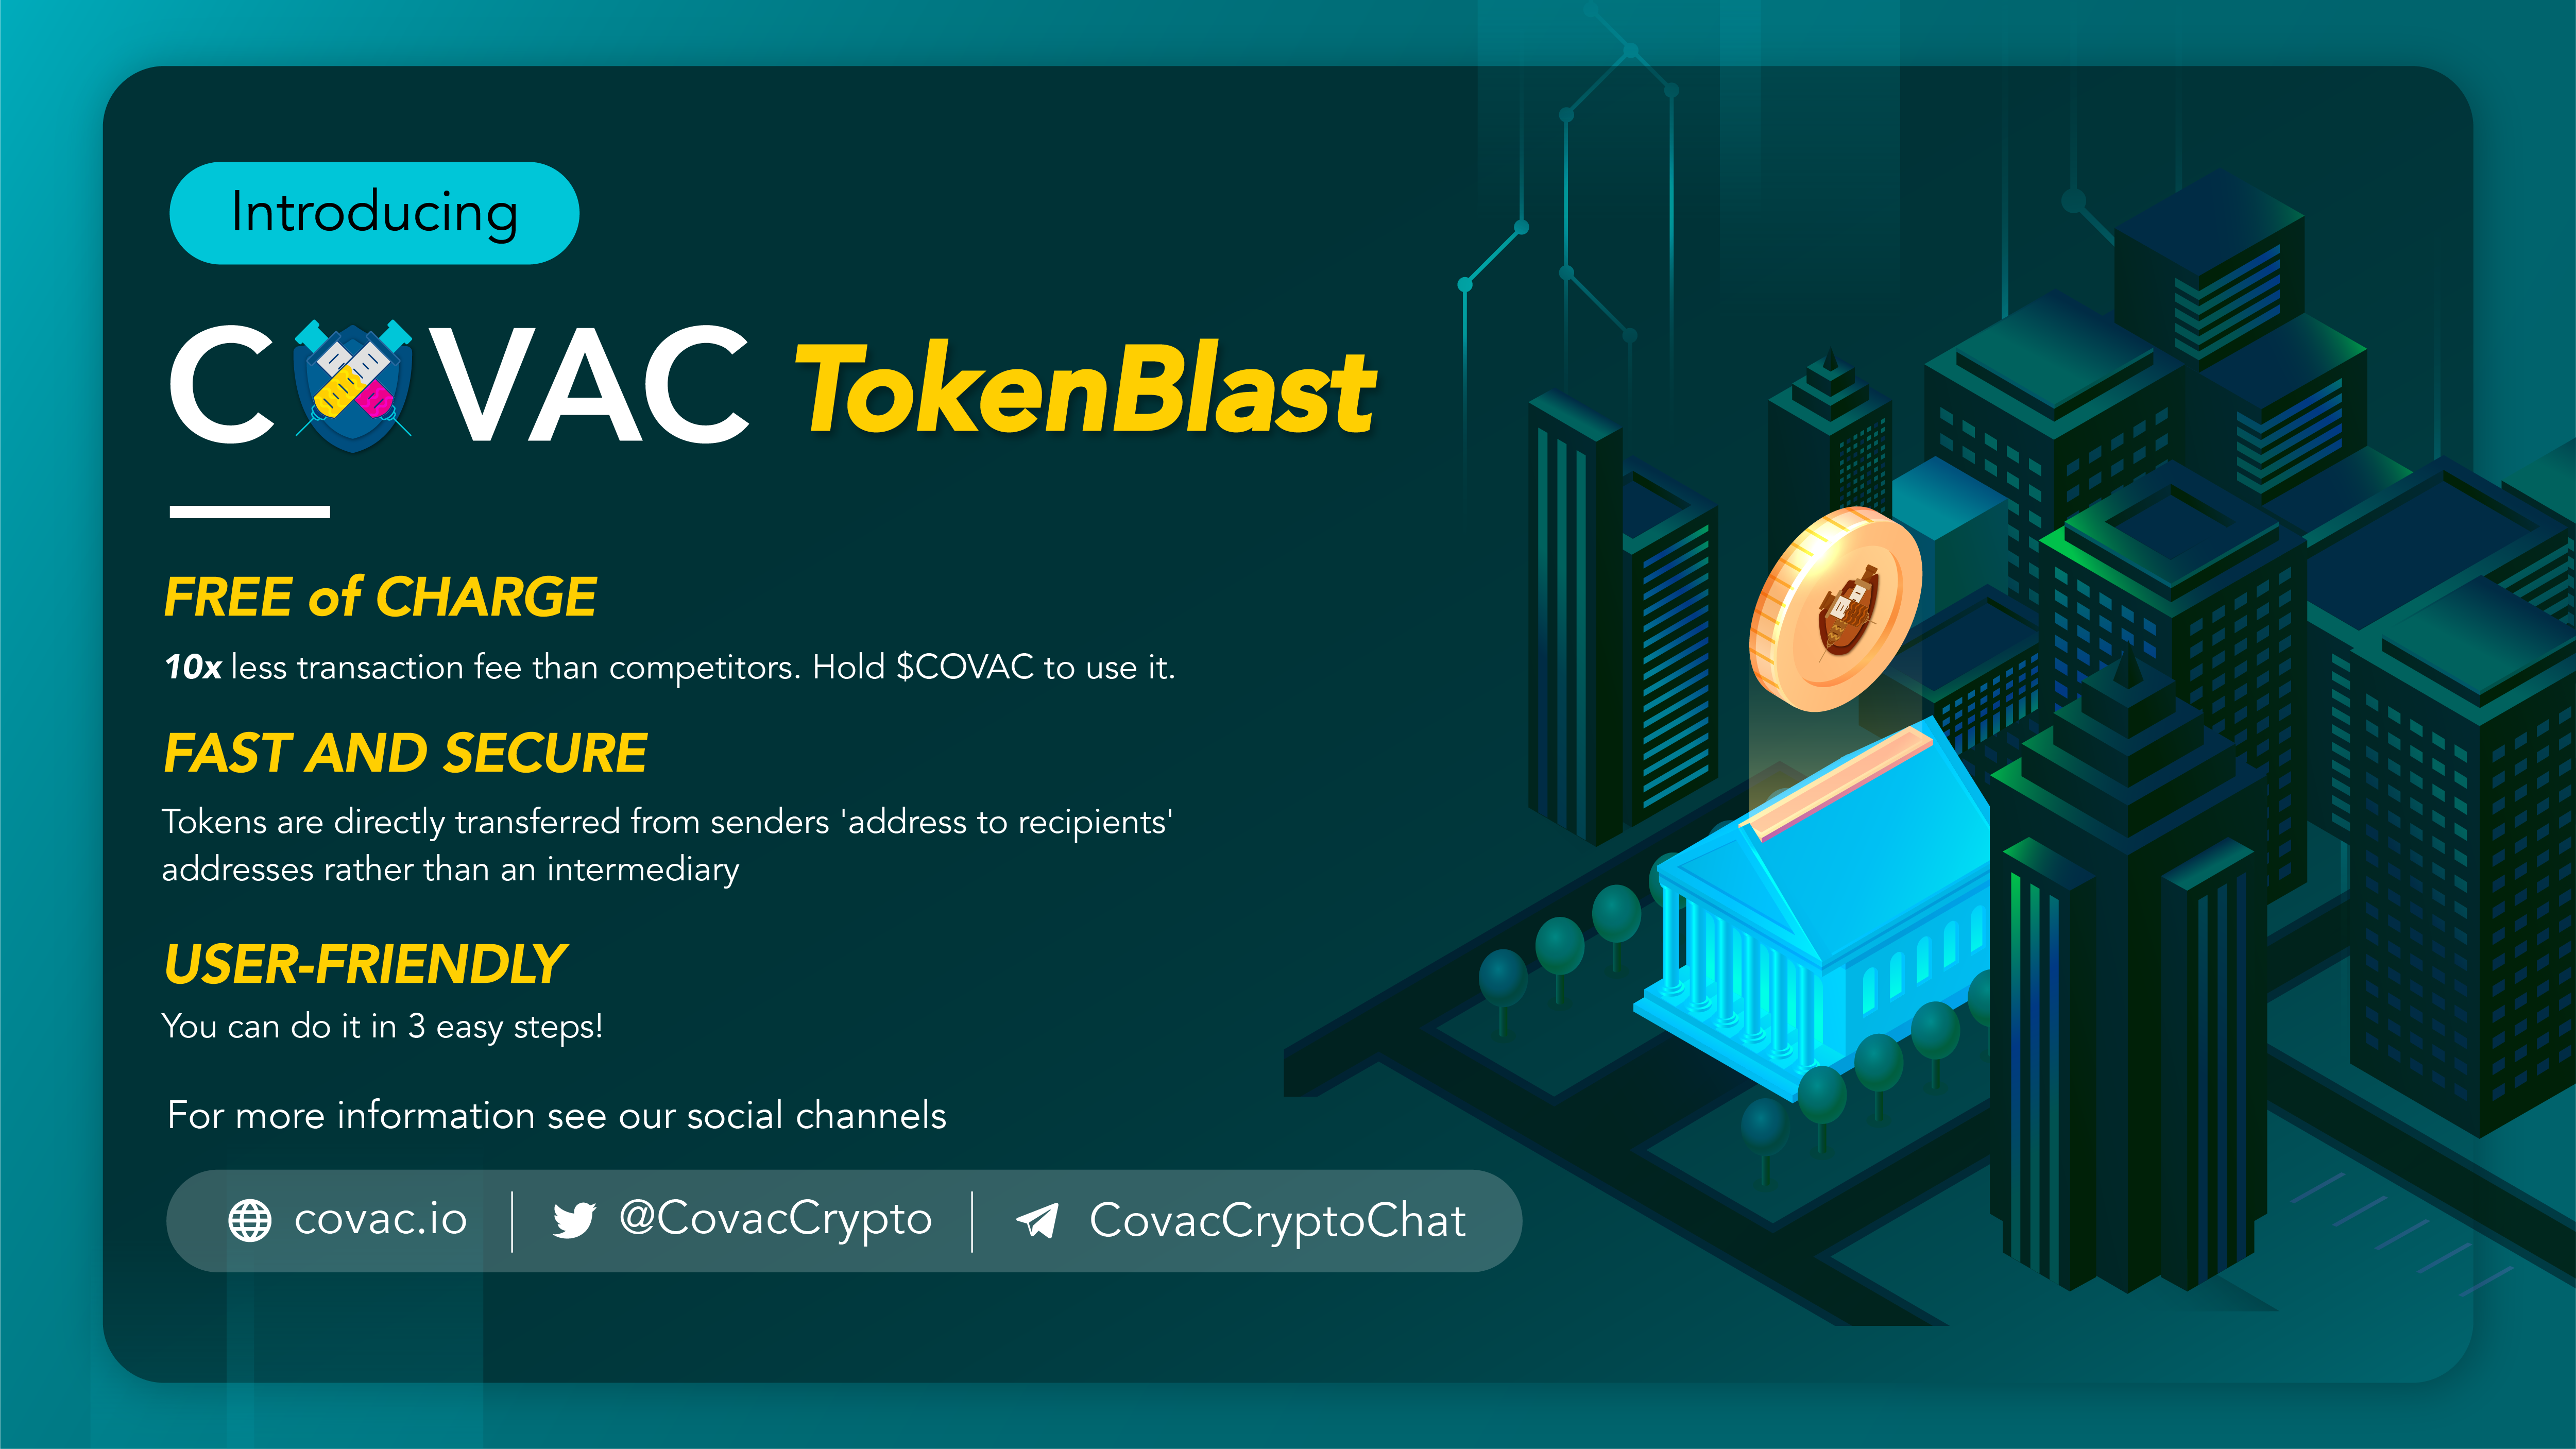 Introducing
COVAC TokenBlast
FREE of CHARGE
10x less transaction fee than competitors. Hold $COVAC to use it.
FAST AND SECURE
Tokens are directly transferred from senders 'address to recipients'
addresses rather than an intermediary
USER-FRIENDLY
You can do it in 3 easy steps!
For more information see our social channels
covac.io | @CovacCrypto | CovacCryptoChat